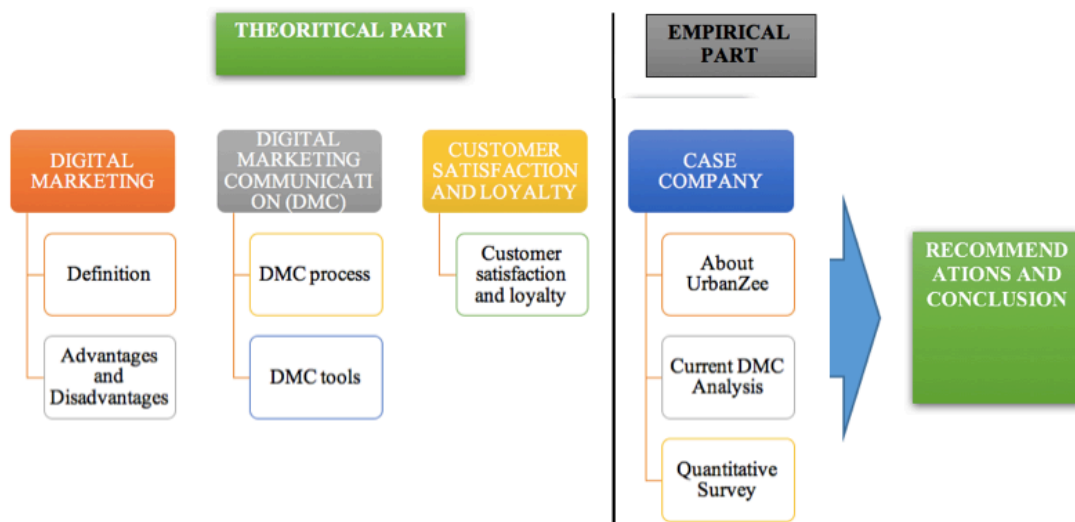 THEORITICAL PART
EMPIRICAL
PART
DIGITAL
MARKETING
DIGITAL
MARKETING
COMMUNICATI
ON (DMC)
CUSTOMER
SATISFACTION
AND LOYALTY
CASE
COMPANY
Definition
Advantages
and
Disadvantages
DMC process
DMC tools
Customer
satisfaction
and loyalty
About
UrbanZee
Current DMC
Analysis
Quantitative
Survey
RECOMMEND
ATIONS AND
CONCLUSION